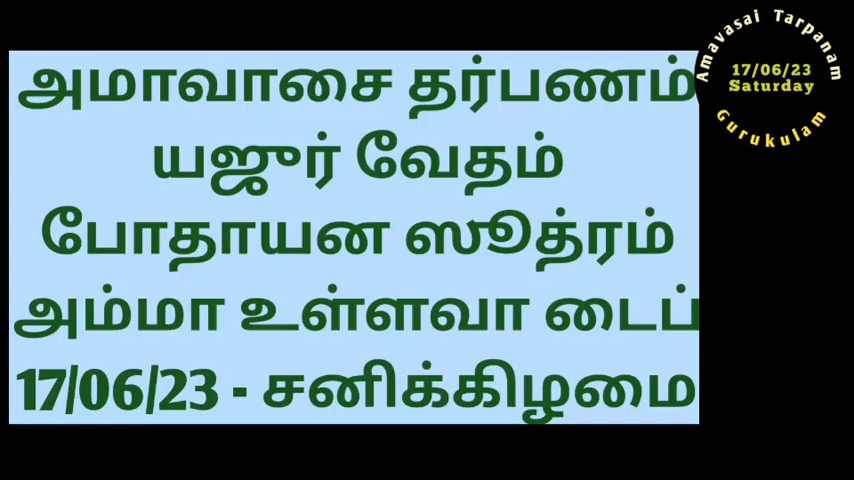 அமாவாசை தர்பணம்
யஜுர் வேதம்
போதாயன ஸூத்ரம்
அம்மா உள்ளவா டைப்
17/06/23 - சனிக்கிழமை
Amavasai Tarpanam
17/06/23
Saturday
Gurukulam